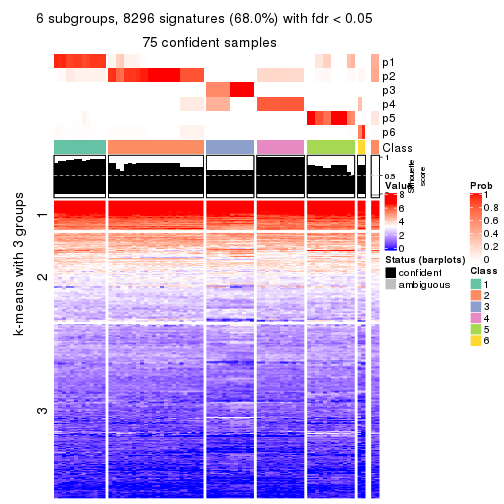 6 subgroups, 8296 signatures (68.0%) with fdr < 0.05
75 confident samples
p1
p2
p3
p4
p5
p6
Class
1
0.5
0
Silhouette
score
k-means with 3 groups
1
2
3
Value
8
6
4
2
0
Status (barplots)
confident
ambiguous
Prob
1
0.8
0.6
0.4
0.2
0
Class
1
2
3
4
5
6